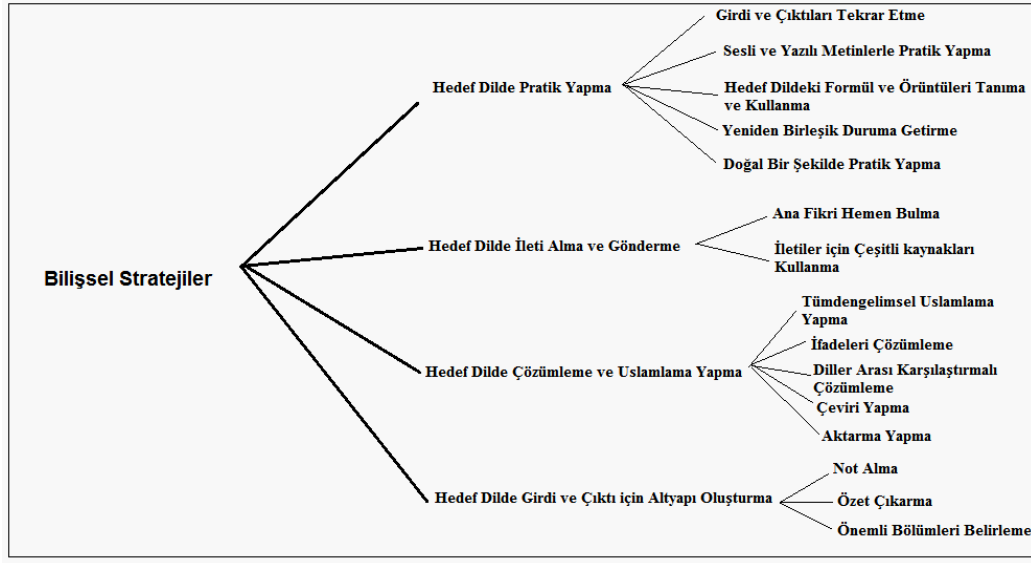 Bilişsel Stratejiler
Hedef Dilde Pratik Yapma
Girdi ve Çıktıları Tekrar Etme
Sesli ve Yazılı Metinlerle Pratik Yapma
Hedef Dildeki Formül ve Örüntüleri Tanıma
ve Kullanma
Yeniden Birleşik Duruma Getirme
Doğal Bir Şekilde Pratik Yapma
Hedef Dilde İleti Alma ve Gönderme
Ana Fikri Hemen Bulma
İletiler için Çeşitli kaynakları
Kullanma
Hedef Dilde Çözümleme ve Uslamlama Yapma
Tümdengelimsel Uslamlama
Yapma
İfadeleri Çözümleme
Diller Arası Karşılaştırmalı
Çözümleme
Çeviri Yapma
Aktarma Yapma
Hedef Dilde Girdi ve Çıktı için Altyapı Oluşturma
Not Alma
Özet Çıkarma
Önemli Bölümleri Belirleme